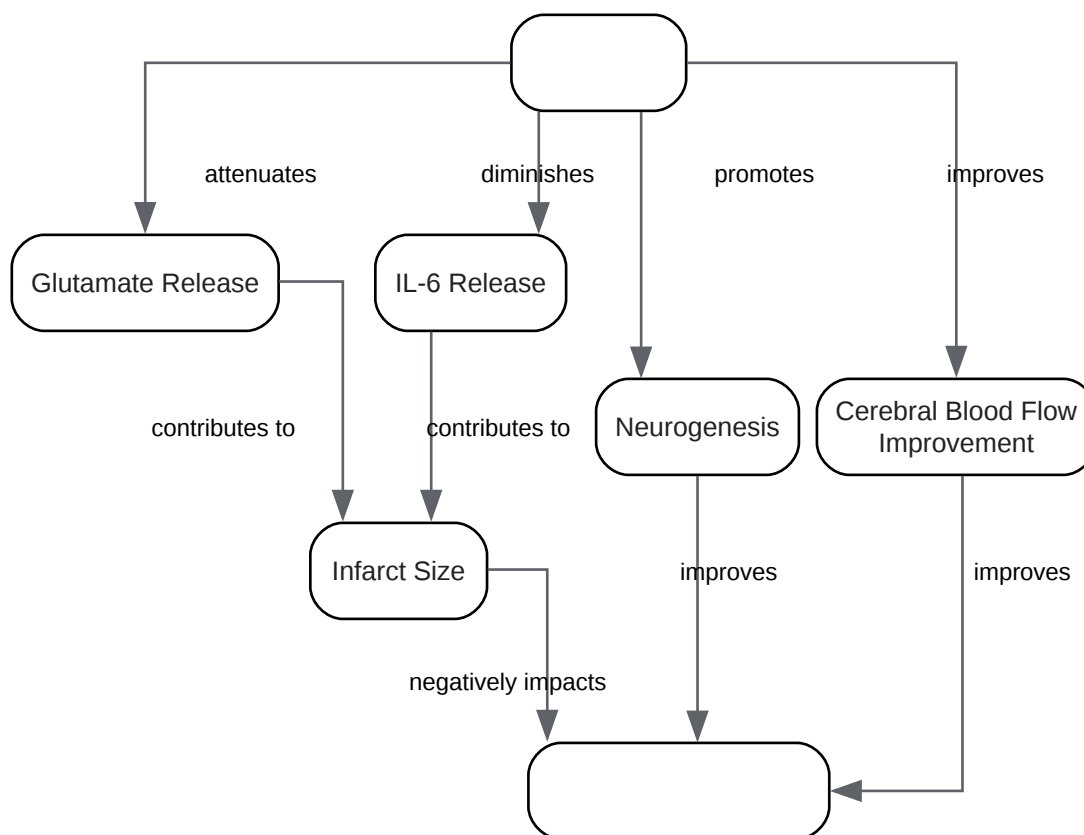 attenuates
diminishes
promotes
improves
Glutamate Release
IL-6 Release
contributes to
contributes to
Neurogenesis
Cerebral Blood Flow
Improvement
Infarct Size
improves
improves
negatively impacts